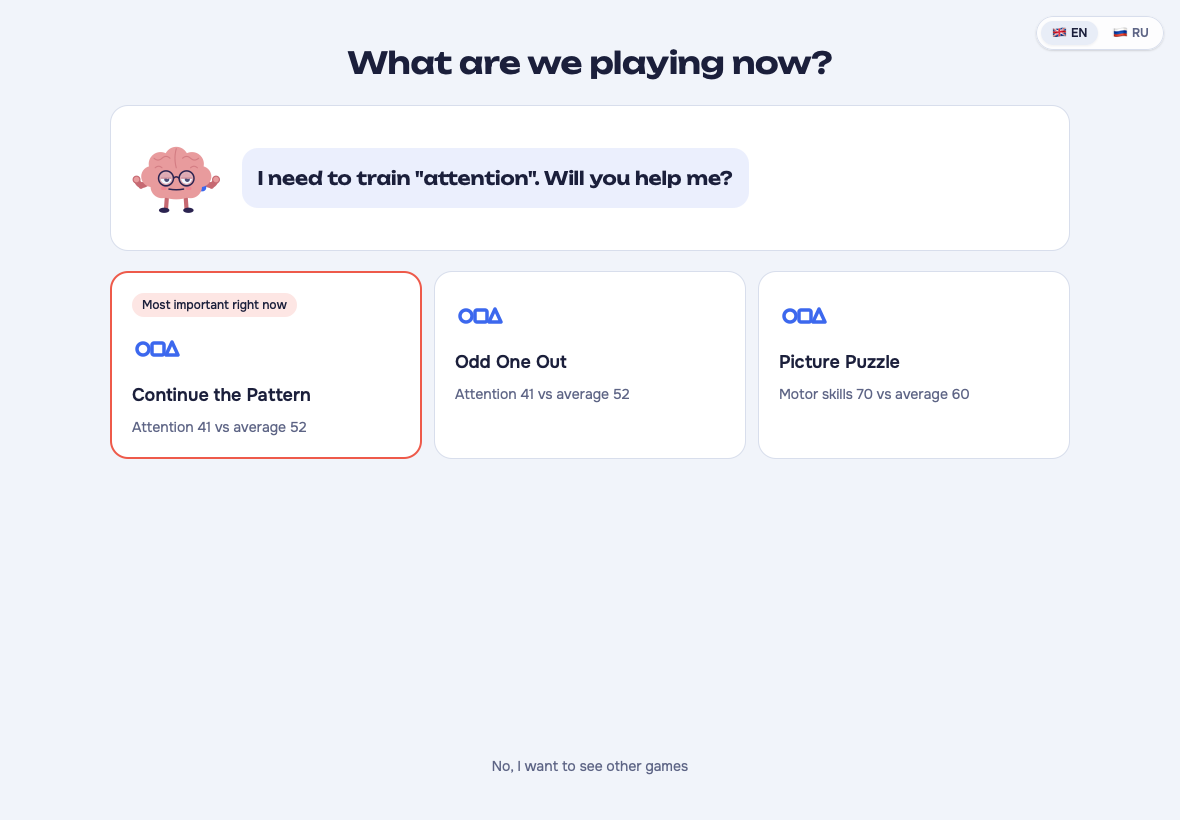 EN
RU
What are we playing now?
I need to train "attention". Will you help me?
Most important right now
Continue the Pattern
Attention 41 vs average 52
Odd One Out
Attention 41 vs average 52
Picture Puzzle
Motor skills 70 vs average 60
No, I want to see other games